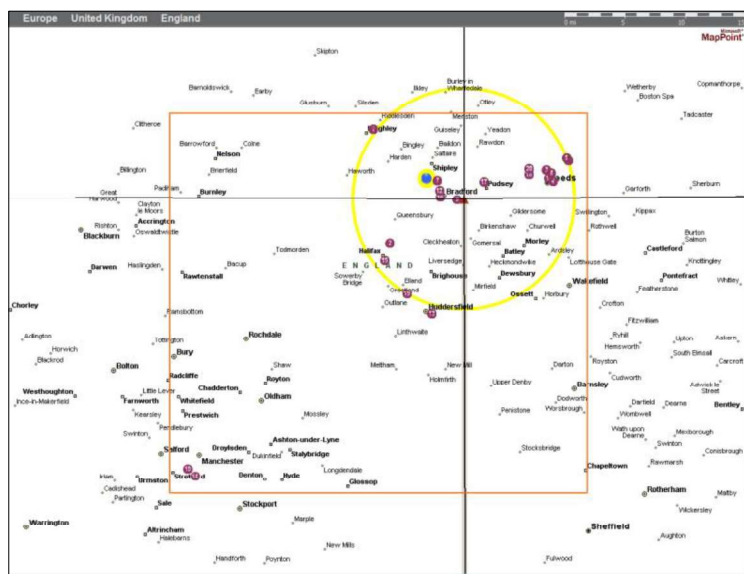 Europe United Kingdom England
0 mi 5 10 15
Microsoft
MapPoint
Skipton
Barnoldswick
Earby
Glusburn
Silsden
Ilkley
Burley in
Wharfedale
Otley
Wetherby
Boston Spa
Copmanthorpe
Tadcaster
Clitheroe
Riddlesden
Menston
Guiseley
Yeadon
Rawdon
Barrowford
Colne
Nelson
Bingley
Baildon
Saltaire
Shipley
Harden
Haworth
Billington
Brierfield
Great
Harwood
Padiham
Burnley
Bradford
Pudsey
Garforth
Sherburn
Clayton
le Moors
Rishton
Accrington
Oswaldtwistle
Blackburn
Queensbury
Gildersome
Swillington
Kippax
Birkenshaw
Churwell
Rothwell
Todmorden
Halifax
Cleckheaton
Gomersal
Morley
Batley
Ardsley
Burton
Salmon
Castleford
Haslingden
Bacup
ENGLAND
Liversedge
Heckmondwike
Lofthouse Gate
Knottingley
Darwen
Rawtenstall
Sowerby
Bridge
Elland
Brighouse
Dewsbury
Wakefield
Pontefract
Whitley
Mirfield
Ossett
Horbury
Featherstone
Chorley
Ramsbottom
Outlane
Huddersfield
Crofton
Fitzwilliam
Adlington
Tottington
Rochdale
Linthwaite
Ryhill
Upton
Askern
Horwich
Blackrod
Bury
Hemsworth
South Elmsall
Bolton
Shaw
Meltham
New Mill
Darton
Royston
Carcroft
Radcliffe
Royton
Holmfirth
Upper Denby
Cudworth
Barnsley
Adwick le
Street
Westhoughton
Little Lever
Chadderton
Farnworth
Whitefield
Oldham
Dodworth
Darfield
Dearne
Bentley
Ince-in-Makerfield
Kearsley
Prestwich
Mossley
Penistone
Worsbrough
Wombwell
Pendlebury
Swinton
Wath upon
Dearne
Mexborough
Ashton-under-Lyne
Swinton
Salford
Droylsden
Stalybridge
Stocksbridge
Conisbrough
Manchester
Dukinfield
Longdendale
Chapeltown
Rawmarsh
Urmston
Stretford
Denton
Hyde
Glossop
Cadishead
Rotherham
Maltby
Partington
Sale
Stockport
Wickersley
Warrington
Marple
Altrincham
Halebarns
Sheffield
Aughton
New Mills
Handforth
Poynton
Fulwood